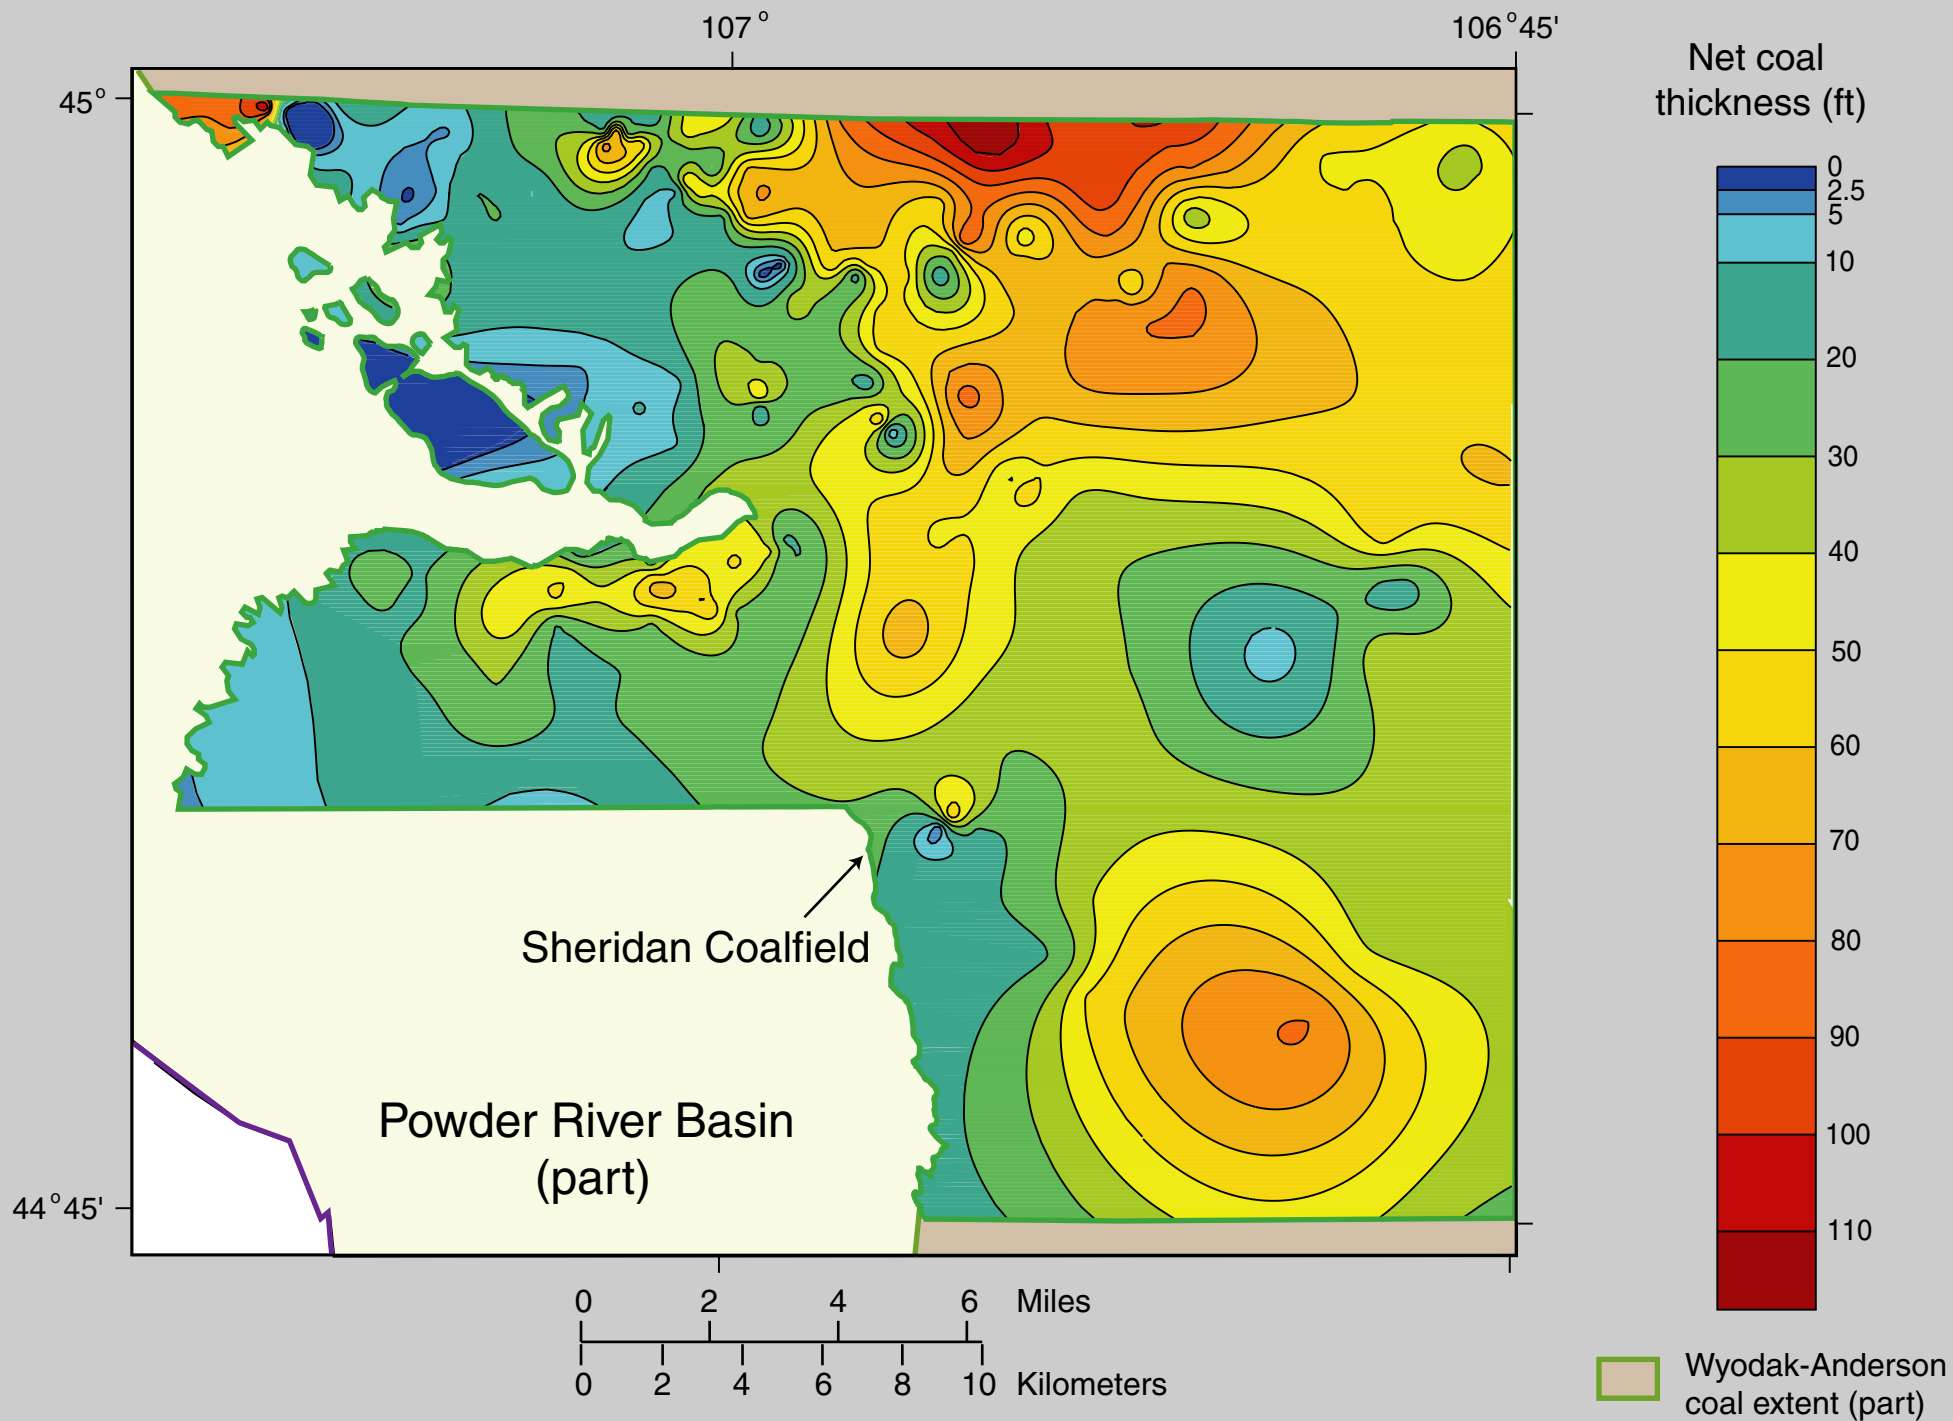 107°
106°45'
45°
44°45'
Net coal
thickness (ft)
0
2.5
5
10
20
30
40
50
60
70
80
90
100
110
Sheridan Coalfield
Powder River Basin
(part)
0 2 4 6 Miles
0 2 4 6 8 10 Kilometers
Wyodak-Anderson
coal extent (part)